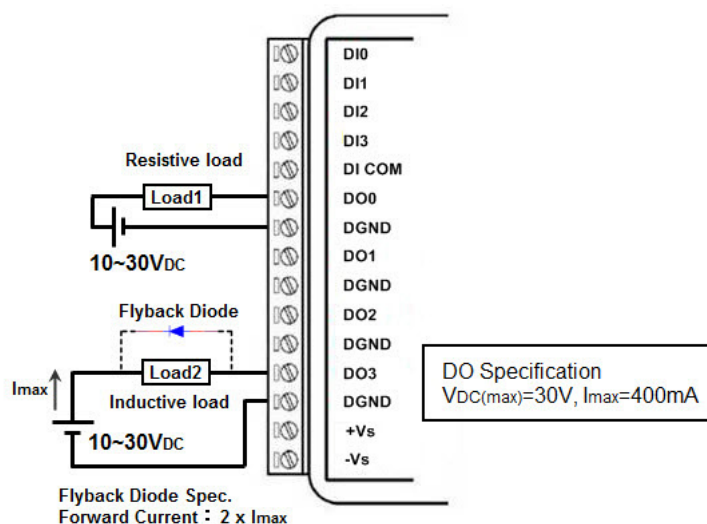 DI0
DI1
DI2
DI3
DI COM
DO0
DGND
DO1
DGND
DO2
DGND
DO3
DGND
+Vs
-Vs
Resistive load
Load1
10~30VDC
Flyback Diode
Load2
Imax
Inductive load
10~30VDC
Flyback Diode Spec.
Forward Current : 2 x Imax
DO Specification
VDC(max)=30V, Imax=400mA